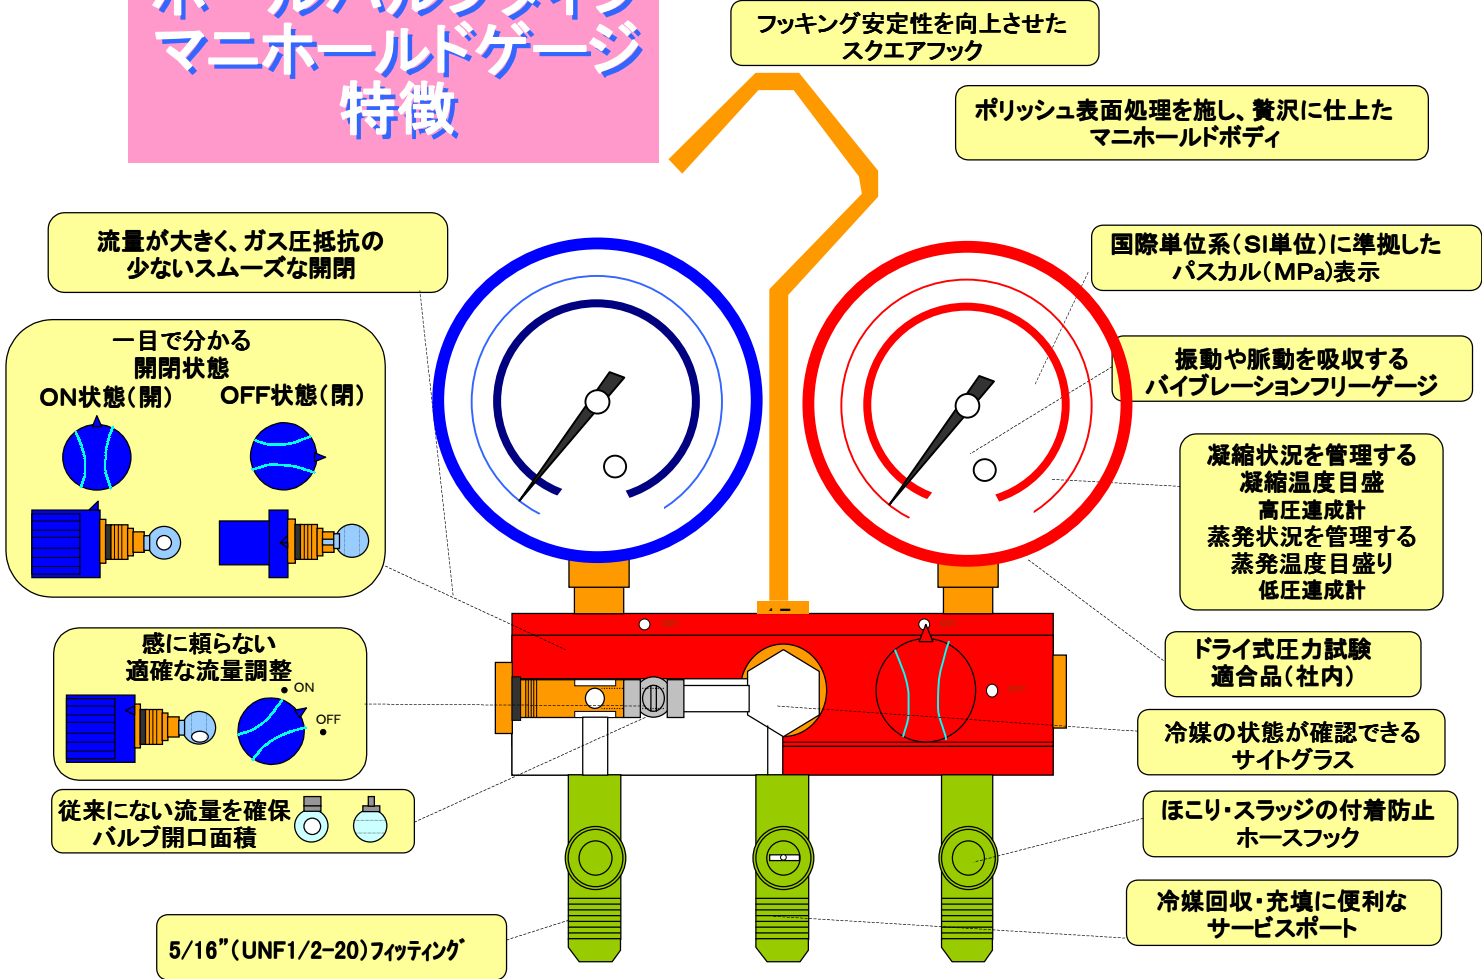 ボールバルブタイプ
マニホールドゲージ
特徴
フッキング安定性を向上させた
スクエアフック
ポリッシュ表面処理を施し、贅沢に仕上た
マニホールドボディ
流量が大きく、ガス圧抵抗の
少ないスムーズな開閉
国際単位系(SI単位)に準拠した
パスカル(MPa)表示
一目で分かる
開閉状態
ON状態(開)
OFF状態(閉)
振動や脈動を吸収する
バイブレーションフリーゲージ
凝縮状況を管理する
凝縮温度目盛
高圧連成計
蒸発状況を管理する
蒸発温度目盛り
低圧連成計
感に頼らない
適確な流量調整
ON
OFF
ドライ式圧力試験
適合品(社内)
冷媒の状態が確認できる
サイトグラス
従来にない流量を確保
バルブ開口面積
ほこり・スラッジの付着防止
ホースフック
冷媒回収・充填に便利な
サービスポート
5/16”(UNF1/2-20)フィッティング